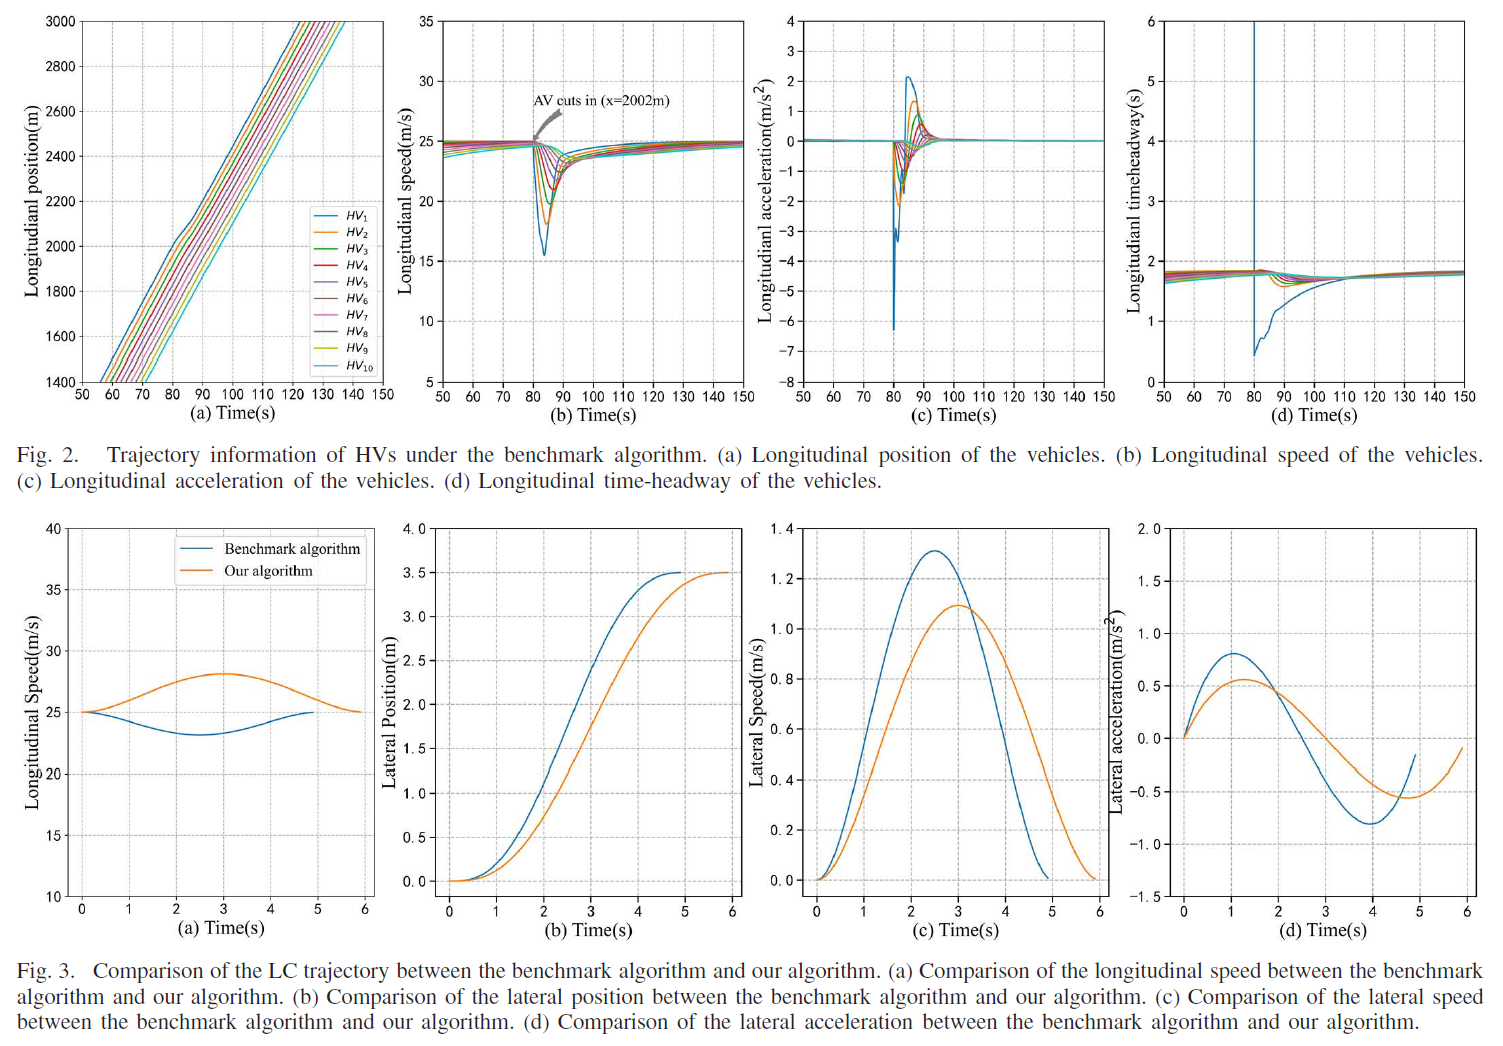 3000
2800
2600
2400
2200
2000
1800
1600
1400
50 60 70 80 90 100 110 120 130 140 150
Longitudianl position(m)
HV1
HV2
HV3
HV4
HV5
HV6
HV7
HV8
HV9
HV10
(a) Time(s)
35
30
25
20
15
10
5
50 60 70 80 90 100 110 120 130 140 150
Longitudianl speed(m/s)
AV cuts in (x=2002m)
(b) Time(s)
4
3
2
1
0
−1
−2
−3
−4
−5
−6
−7
−8
50 60 70 80 90 100 110 120 130 140 150
Longitudianl acceleration(m/s2)
(c) Time(s)
6
5
4
3
2
1
0
50 60 70 80 90 100 110 120 130 140 150
Longitudianl timeheadway(s)
(d) Time(s)
Fig. 2. Trajectory information of HVs under the benchmark algorithm. (a) Longitudinal position of the vehicles. (b) Longitudinal speed of the vehicles.
(c) Longitudinal acceleration of the vehicles. (d) Longitudinal time-headway of the vehicles.
40
35
30
25
20
15
10
0 1 2 3 4 5 6
Longitudinal Speed(m/s)
Benchmark algorithm
Our algorithm
(a) Time(s)
4.0
3.5
3.0
2.5
2.0
1.5
1.0
0.5
0.0
0 1 2 3 4 5 6
Lateral Position(m)
(b) Time(s)
1.4
1.2
1.0
0.8
0.6
0.4
0.2
0.0
0 1 2 3 4 5 6
Lateral Speed(m/s)
(c) Time(s)
2.0
1.5
1.0
0.5
0.0
−0.5
−1.0
−1.5
0 1 2 3 4 5 6
Lateral acceleration(m/s2)
(d) Time(s)
Fig. 3. Comparison of the LC trajectory between the benchmark algorithm and our algorithm. (a) Comparison of the longitudinal speed between the benchmark
algorithm and our algorithm. (b) Comparison of the lateral position between the benchmark algorithm and our algorithm. (c) Comparison of the lateral speed
between the benchmark algorithm and our algorithm. (d) Comparison of the lateral acceleration between the benchmark algorithm and our algorithm.